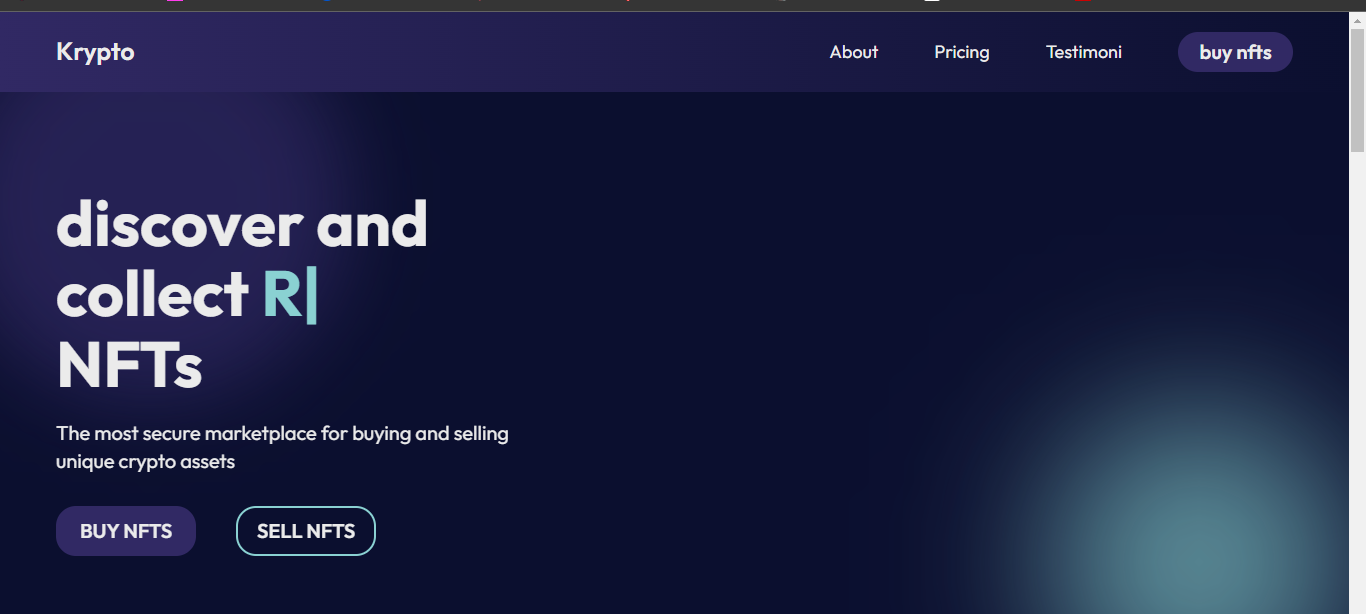 Krypto
About
Pricing
Testimoni
buy nfts
discover and
collect R|
NFTs
The most secure marketplace for buying and selling
unique crypto assets
BUY NFTS
SELL NFTS